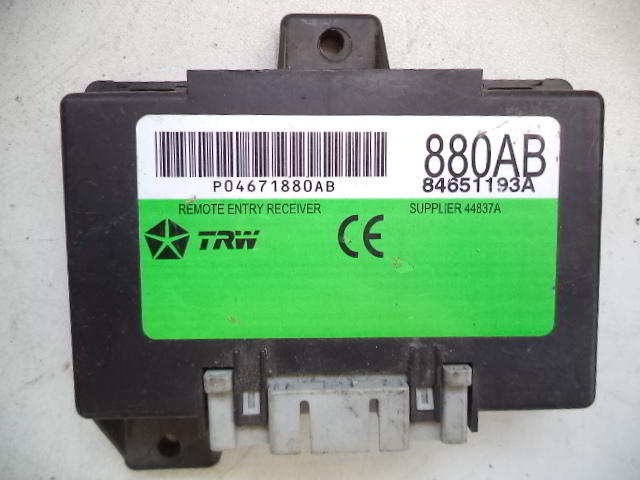 880AB
P04671880AB
84651193A
REMOTE ENTRY RECEIVER
SUPPLIER 44837A
TRW
CE